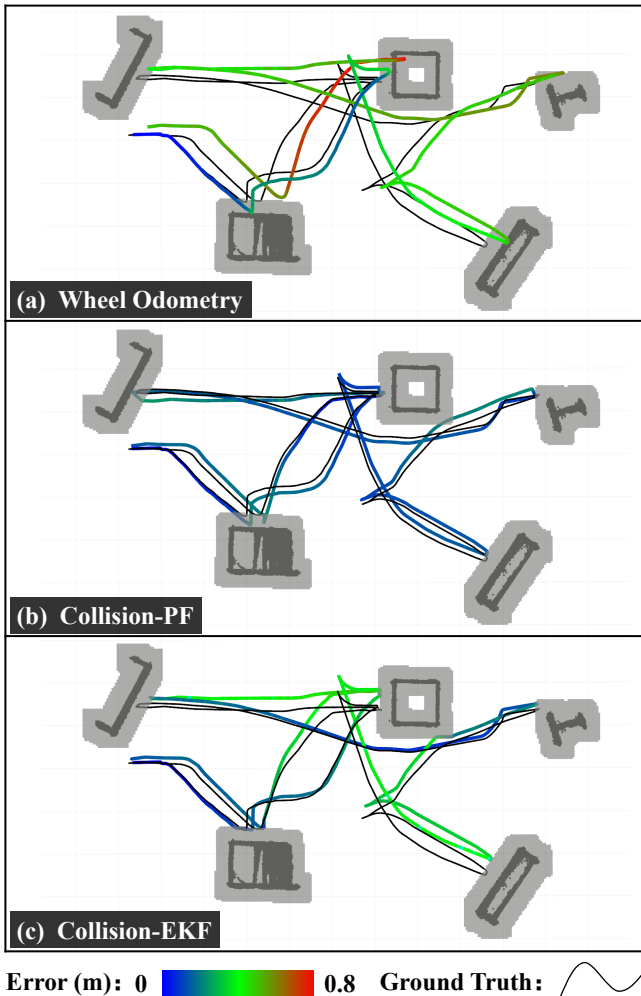 (a) Wheel Odometry
(b) Collision-PF
(c) Collision-EKF
Error (m): 0 0.8 Ground Truth: